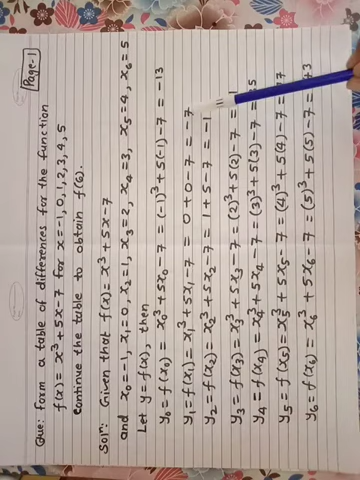 Page-1
Que: Form a table of differences for the function
f(x) = x³ + 5x - 7 for x = -1, 0, 1, 2, 3, 4, 5
Continue the table to obtain f(6).
Solⁿ: Given that f(x) = x³ + 5x - 7
and x₀ = -1, x₁ = 0, x₂ = 1, x₃ = 2, x₄ = 3, x₅ = 4, x₆ = 5
Let y = f(x), then
y₀ = f(x₀) = x₀³ + 5x₀ - 7 = (-1)³ + 5(-1) - 7 = -13
y₁ = f(x₁) = x₁³ + 5x₁ - 7 = 0 + 0 - 7 = -7
y₂ = f(x₂) = x₂³ + 5x₂ - 7 = 1 + 5 - 7 = -1
y₃ = f(x₃) = x₃³ + 5x₃ - 7 = (2)³ + 5(2) - 7 = 11
y₄ = f(x₄) = x₄³ + 5x₄ - 7 = (3)³ + 5(3) - 7 =
y₅ = f(x₅) = x₅³ + 5x₅ - 7 = (4)³ + 5(4) - 7 =
y₆ = f(x₆) = x₆³ + 5x₆ - 7 = (5)³ + 5(5) - 7 =